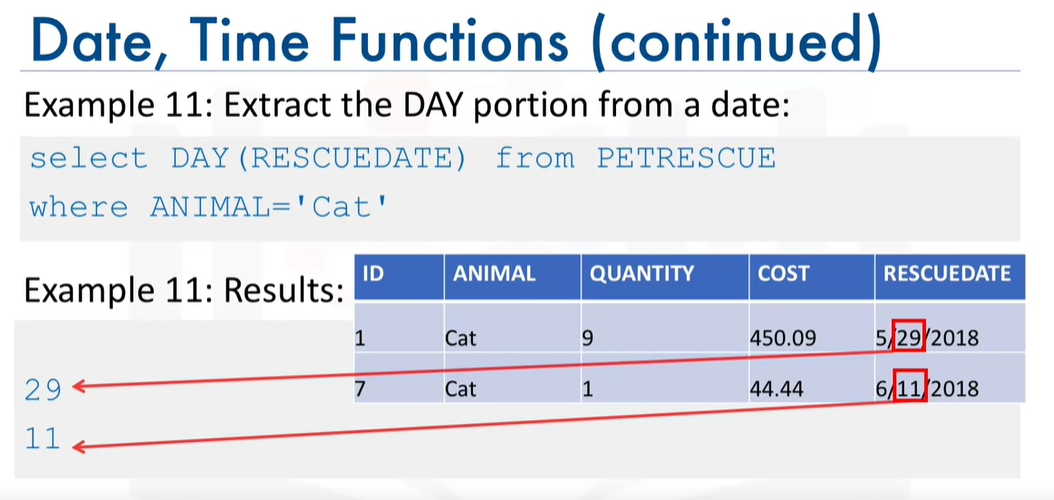 Date, Time Functions (continued)
Example 11: Extract the DAY portion from a date:
select DAY(RESCUEDATE) from PETRESCUE
where ANIMAL='Cat'
Example 11: Results:
ID ANIMAL QUANTITY COST RESCUEDATE
1 Cat 9 450.09 5/29/2018
7 Cat 1 44.44 6/11/2018
29
11